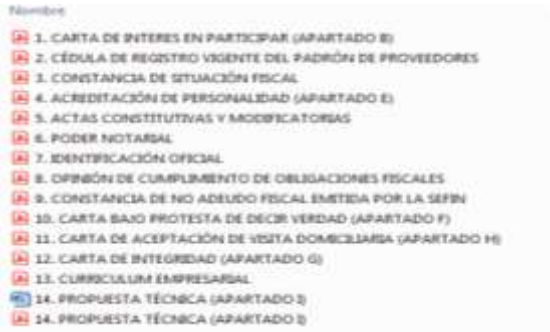 Nombre
1. CARTA DE INTERES EN PARTICIPAR (APARTADO B)
2. CÉDULA DE REGISTRO VIGENTE DEL PADRÓN DE PROVEEDORES
3. CONSTANCIA DE SITUACIÓN FISCAL
4. ACREDITACIÓN DE PERSONALIDAD (APARTADO E)
5. ACTAS CONSTITUTIVAS Y MODIFICATORIAS
6. PODER NOTARIAL
7. IDENTIFICACIÓN OFICIAL
8. OPINIÓN DE CUMPLIMIENTO DE OBLIGACIONES FISCALES
9. CONSTANCIA DE NO ADEUDO FISCAL EMITIDA POR LA SEFIN
10. CARTA BAJO PROTESTA DE DECIR VERDAD (APARTADO F)
11. CARTA DE ACEPTACIÓN DE VISITA DOMICILIARIA (APARTADO H)
12. CARTA DE INTEGRIDAD (APARTADO G)
13. CURRICULUM EMPRESARIAL
14. PROPUESTA TÉCNICA (APARTADO I)
14. PROPUESTA TÉCNICA (APARTADO I)